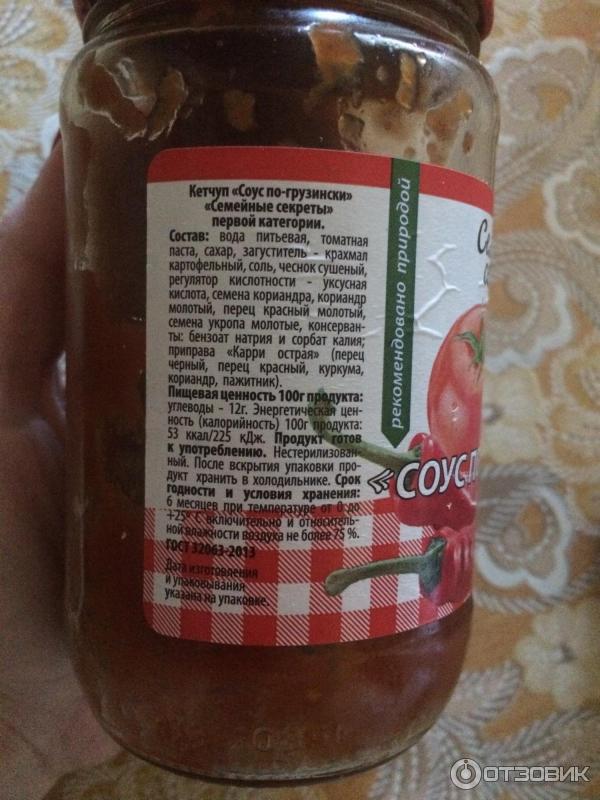 Кетчуп «Соус по-грузински»
«Семейные секреты»
первой категории.
Состав: вода питьевая, томатная
паста, сахар, загуститель - крахмал
картофельный, соль, чеснок сушеный,
регулятор кислотности - уксусная
кислота, семена кориандра, кориандр
молотый, перец красный молотый,
семена укропа молотые, консерван-
ты: бензоат натрия и сорбат калия;
приправа «Карри острая» (перец
черный, перец красный, куркума,
кориандр, пажитник).
Пищевая ценность 100г продукта:
углеводы - 12г. Энергетическая цен-
ность (калорийность) 100г продукта:
53 ккал/225 кДж. Продукт готов
к употреблению. Нестерилизован-
ный. После вскрытия упаковки про-
дукт хранить в холодильнике. Срок
годности и условия хранения:
6 месяцев при температуре от 0 до
+25° С включительно и относитель-
ной влажности воздуха не более 75 %.
ГОСТ 32063-2013
Дата изготовления
и упаковывания
указана на упаковке.
рекомендовано природой
«СОУС
ОТЗОВИК